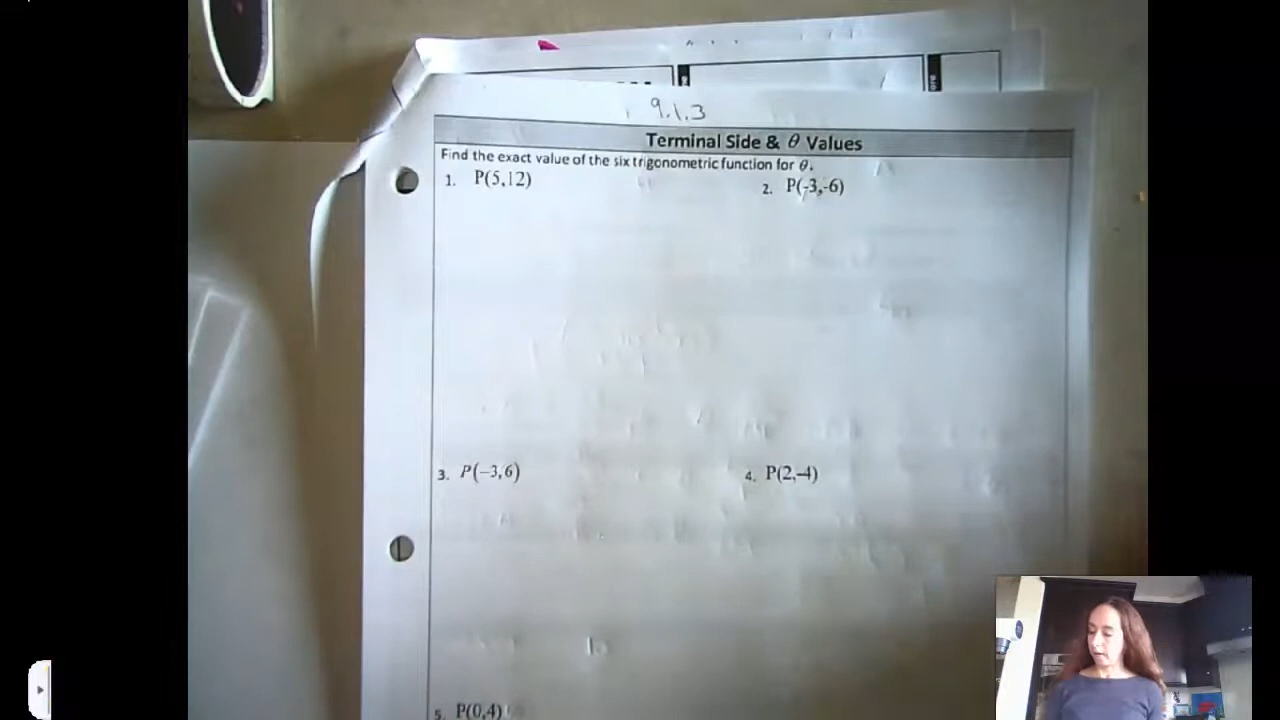 9.1.3
Terminal Side & θ Values
Find the exact value of the six trigonometric function for θ.
1. P(5,12)
2. P(-3,-6)
3. P(−3,6)
4. P(2,-4)
5. P(0,4)